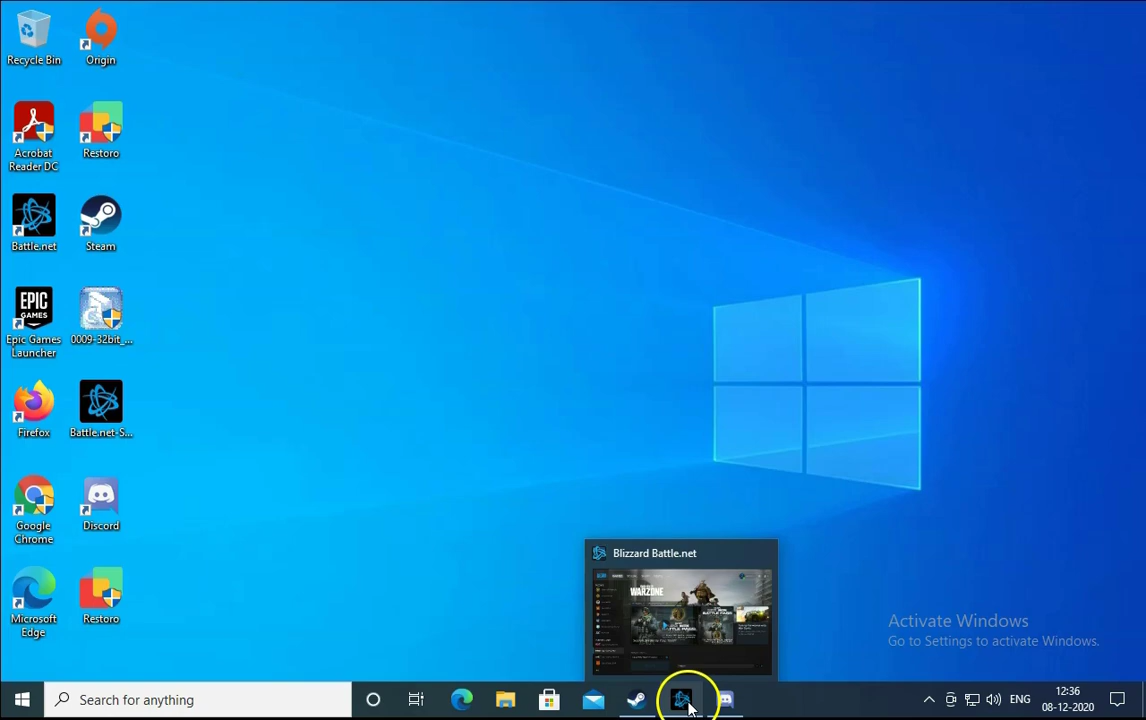 Recycle Bin
Origin
Acrobat
Reader DC
Restoro
Battle.net
Steam
EPIC
GAMES
Epic Games
Launcher
0009-32bit_...
Firefox
Battle.net-S...
Google
Chrome
Discord
Microsoft
Edge
Restoro
Blizzard Battle.net
WARZONE
Activate Windows
Go to Settings to activate Windows.
Search for anything
ENG
12:36
08-12-2020